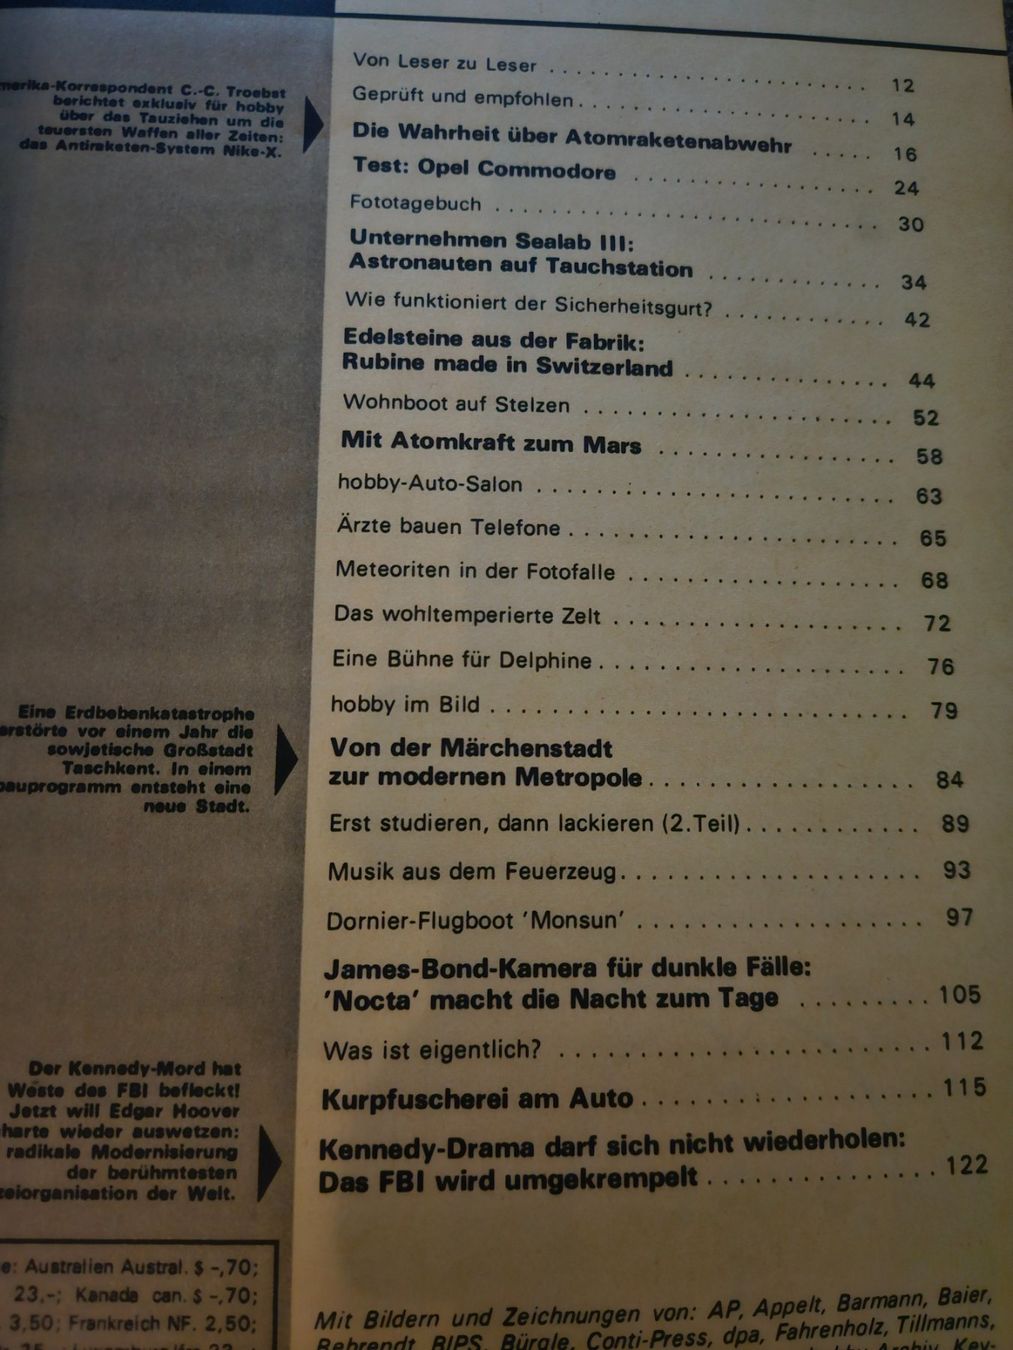 Amerika-Korrespondent C.-C. Troebst
berichtet exklusiv für hobby
über das Tauziehen um die
teuersten Waffen aller Zeiten:
das Antiraketen-System Nike-X.
Eine Erdbebenkatastrophe
zerstörte vor einem Jahr die
sowjetische Großstadt
Taschkent. In einem
bauprogramm entsteht eine
neue Stadt.
Der Kennedy-Mord hat
Weste des FBI befleckt!
Jetzt will Edgar Hoover
wieder auswetzen:
radikale Modernisierung
der berühmtesten
der Welt.
Australien Austral. $ -,70;
23,-; Kanada can. $ -,70;
3,50; Frankreich NF. 2,50;
Von Leser zu Leser . . . . . . . . . . . . . . . . . . . . . . 12
Geprüft und empfohlen . . . . . . . . . . . . . . . . . . . . 14
Die Wahrheit über Atomraketenabwehr . . . . . 16
Test: Opel Commodore . . . . . . . . . . . . . . . . 24
Fototagebuch . . . . . . . . . . . . . . . . . . . . . . . . . 30
Unternehmen Sealab III:
Astronauten auf Tauchstation . . . . . . . . . . . . 34
Wie funktioniert der Sicherheitsgurt? . . . . . . . . . . . 42
Edelsteine aus der Fabrik:
Rubine made in Switzerland . . . . . . . . . . . . . . 44
Wohnboot auf Stelzen . . . . . . . . . . . . . . . . . . . . . 52
Mit Atomkraft zum Mars . . . . . . . . . . . . . . . . 58
hobby-Auto-Salon . . . . . . . . . . . . . . . . . . . . . . . . 63
Ärzte bauen Telefone . . . . . . . . . . . . . . . . . . . . . . 65
Meteoriten in der Fotofalle . . . . . . . . . . . . . . . . . . 68
Das wohltemperierte Zelt . . . . . . . . . . . . . . . . . . . 72
Eine Bühne für Delphine . . . . . . . . . . . . . . . . . . . . 76
hobby im Bild . . . . . . . . . . . . . . . . . . . . . . . . . . . 79
Von der Märchenstadt
zur modernen Metropole . . . . . . . . . . . . . . . . . . 84
Erst studieren, dann lackieren (2.Teil) . . . . . . . . . . . . 89
Musik aus dem Feuerzeug . . . . . . . . . . . . . . . . . . . . 93
Dornier-Flugboot 'Monsun' . . . . . . . . . . . . . . . . . . . 97
James-Bond-Kamera für dunkle Fälle:
'Nocta' macht die Nacht zum Tage . . . . . . . . . 105
Was ist eigentlich? . . . . . . . . . . . . . . . . . . . . . . . . 112
Kurpfuscherei am Auto . . . . . . . . . . . . . . . . . . . 115
Kennedy-Drama darf sich nicht wiederholen:
Das FBI wird umgekrempelt . . . . . . . . . . . . . . . 122
Mit Bildern und Zeichnungen von: AP, Appelt, Barmann, Baier,
Behrendt, BIPS, Bürgle, Conti-Press, dpa, Fahrenholz, Tillmanns,